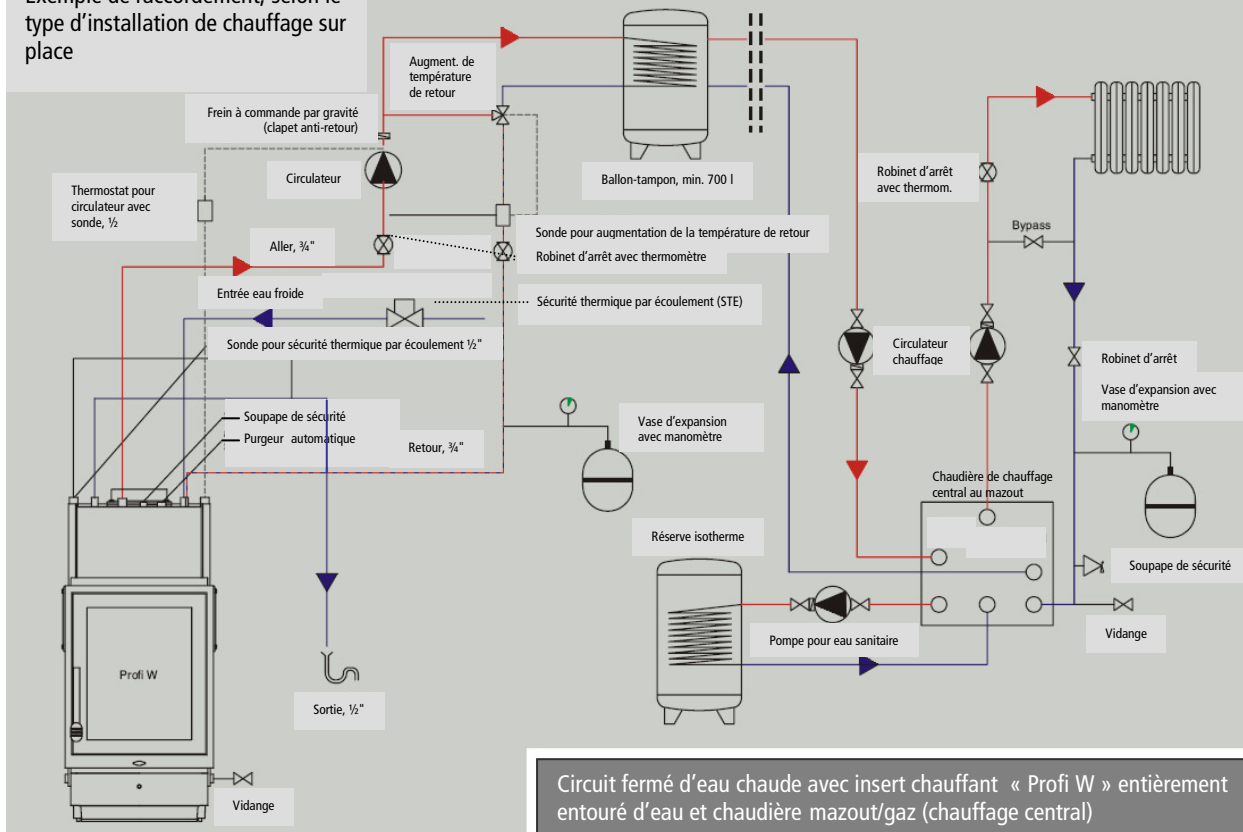 Exemple de raccordement, selon le
type d’installation de chauffage sur
place
Augment. de
température
de retour
Frein à commande par gravité
(clapet anti-retour)
Circulateur
Ballon-tampon, min. 700 l
Robinet d’arrêt
avec thermom.
Thermostat pour
circulateur avec
sonde, ½
Bypass
Sonde pour augmentation de la température de retour
Aller, ¾"
Robinet d’arrêt avec thermomètre
Entrée eau froide
Sécurité thermique par écoulement (STE)
Sonde pour sécurité thermique par écoulement ½"
Circulateur
chauffage
Robinet d’arrêt
Vase d’expansion avec
manomètre
Soupape de sécurité
Purgeur automatique
Retour, ¾"
Vase d’expansion
avec manomètre
Chaudière de chauffage
central au mazout
Réserve isotherme
Soupape de sécurité
Pompe pour eau sanitaire
Vidange
Profi W
Sortie, ½"
Vidange
Circuit fermé d’eau chaude avec insert chauffant « Profi W » entièrement
entouré d’eau et chaudière mazout/gaz (chauffage central)